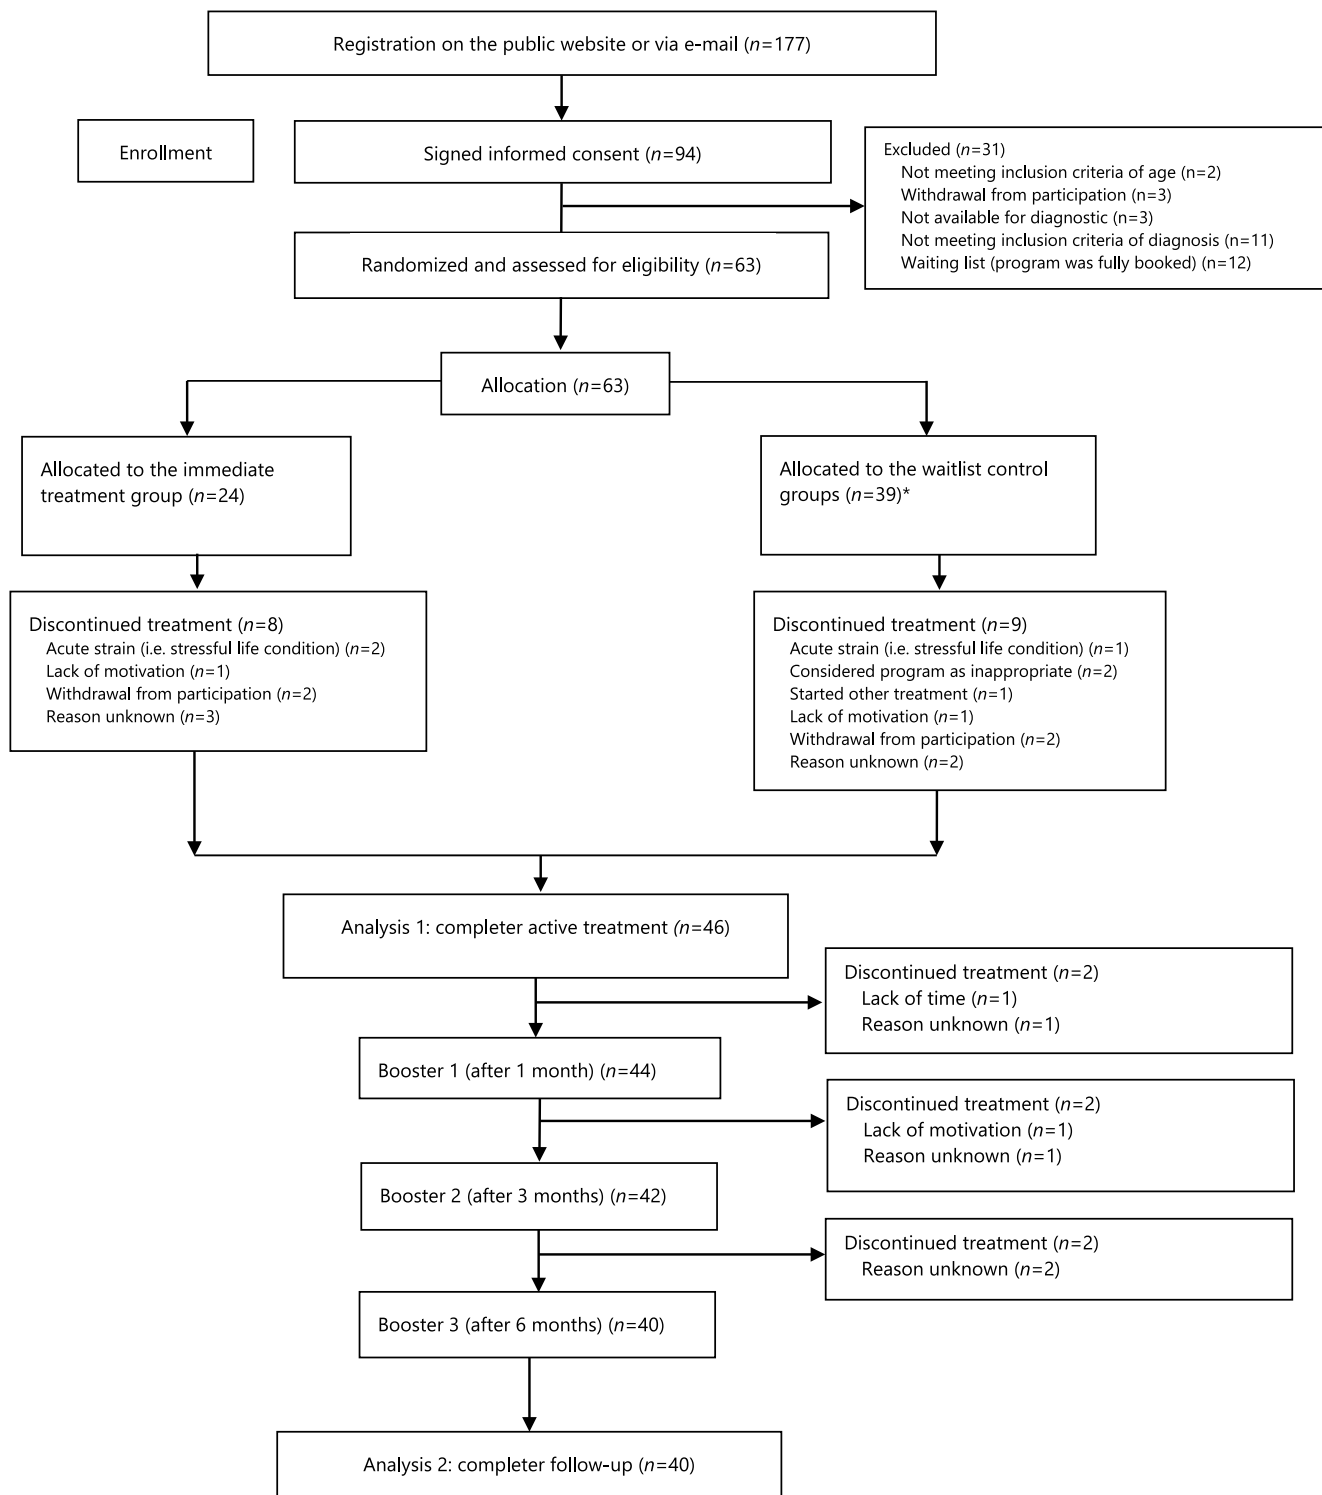 Registration on the public website or via e-mail (n=177)
Enrollment
Signed informed consent (n=94)
Excluded (n=31)
Not meeting inclusion criteria of age (n=2)
Withdrawal from participation (n=3)
Not available for diagnostic (n=3)
Not meeting inclusion criteria of diagnosis (n=11)
Waiting list (program was fully booked) (n=12)
Randomized and assessed for eligibility (n=63)
Allocation (n=63)
Allocated to the immediate
treatment group (n=24)
Allocated to the waitlist control
groups (n=39)*
Discontinued treatment (n=8)
Acute strain (i.e. stressful life condition) (n=2)
Lack of motivation (n=1)
Withdrawal from participation (n=2)
Reason unknown (n=3)
Discontinued treatment (n=9)
Acute strain (i.e. stressful life condition) (n=1)
Considered program as inappropriate (n=2)
Started other treatment (n=1)
Lack of motivation (n=1)
Withdrawal from participation (n=2)
Reason unknown (n=2)
Analysis 1: completer active treatment (n=46)
Discontinued treatment (n=2)
Lack of time (n=1)
Reason unknown (n=1)
Booster 1 (after 1 month) (n=44)
Discontinued treatment (n=2)
Lack of motivation (n=1)
Reason unknown (n=1)
Booster 2 (after 3 months) (n=42)
Discontinued treatment (n=2)
Reason unknown (n=2)
Booster 3 (after 6 months) (n=40)
Analysis 2: completer follow-up (n=40)